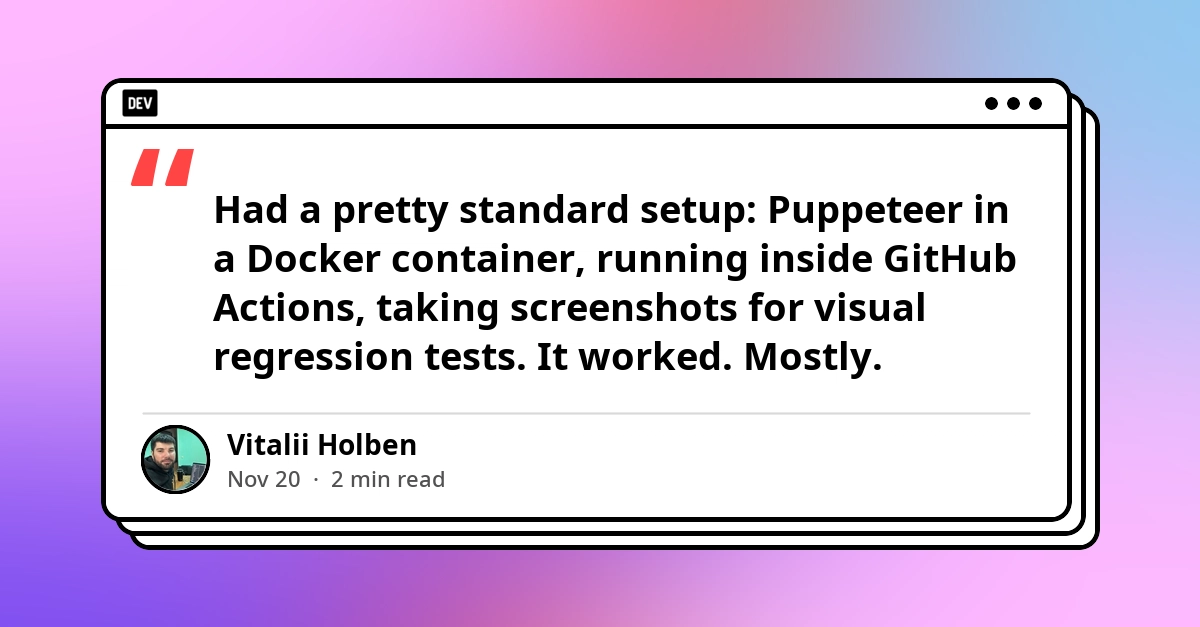 DEV
“
Had a pretty standard setup: Puppeteer in
a Docker container, running inside GitHub
Actions, taking screenshots for visual
regression tests. It worked. Mostly.
Vitalii Holben
Nov 20 · 2 min read